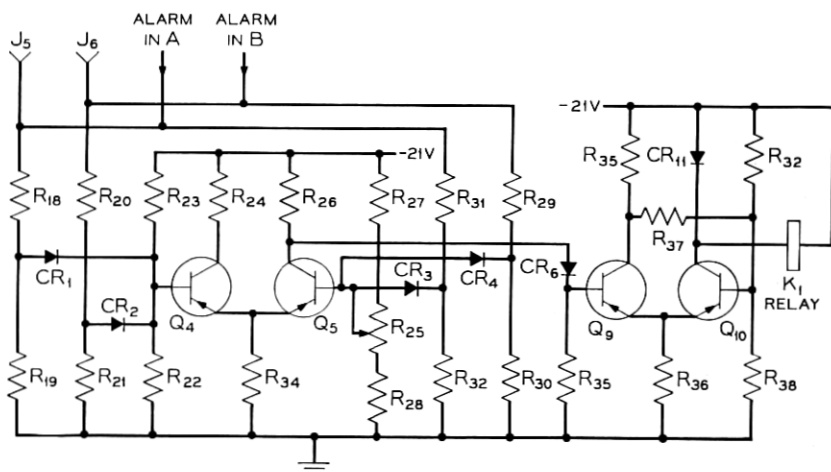 J5 J6 ALARM IN A ALARM IN B
-21V
-21V
R35 CR11 R32
R18 R20 R23 R24 R26 R27 R31 R29
R37
CR1 CR3 CR4 CR6
K1 RELAY
CR2 Q4 Q5 R25 Q9 Q10
R19 R21 R22 R34 R32 R30 R35 R36 R38
R28